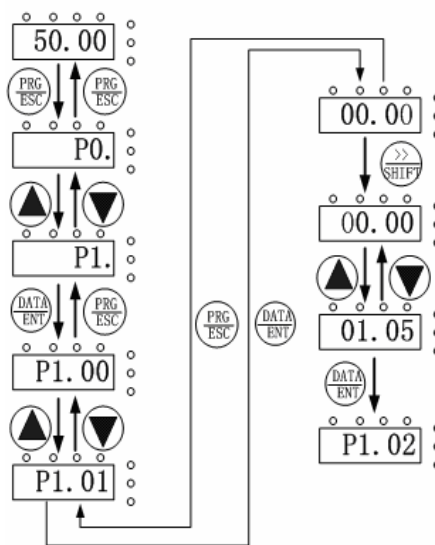 50.00
PRG
ESC
PRG
ESC
P0.
P1.
DATA
ENT
PRG
ESC
P1.00
P1.01
PRG
ESC
DATA
ENT
00.00
>>
SHIFT
00.00
01.05
DATA
ENT
P1.02